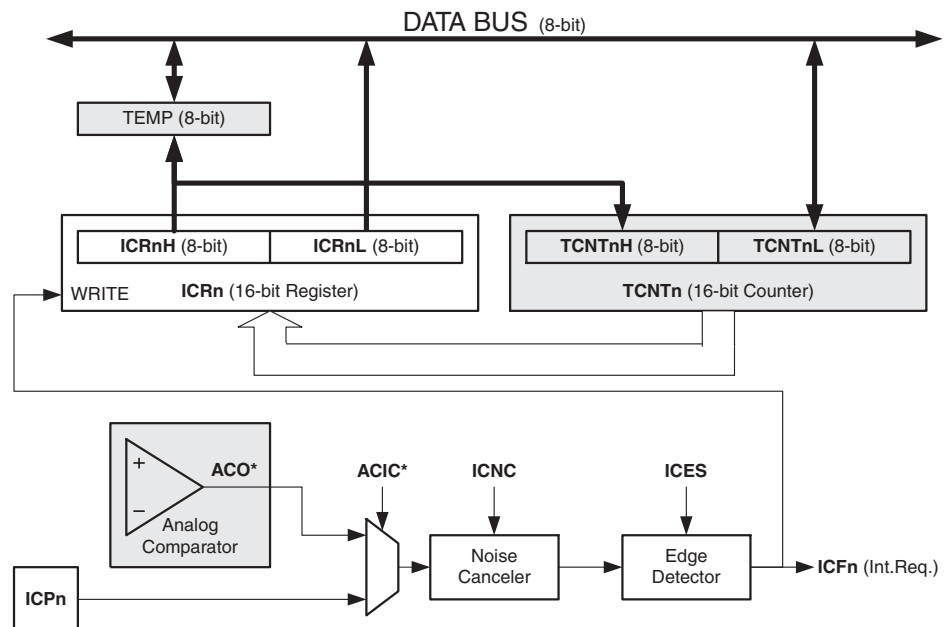 DATA BUS (8-bit)
TEMP (8-bit)
ICRnH (8-bit)
ICRnL (8-bit)
TCNTnH (8-bit)
TCNTnL (8-bit)
WRITE
ICRn (16-bit Register)
TCNTn (16-bit Counter)
+
−
ACO*
Analog
Comparator
ACIC*
ICNC
ICES
Noise
Canceler
Edge
Detector
ICFn (Int.Req.)
ICPn